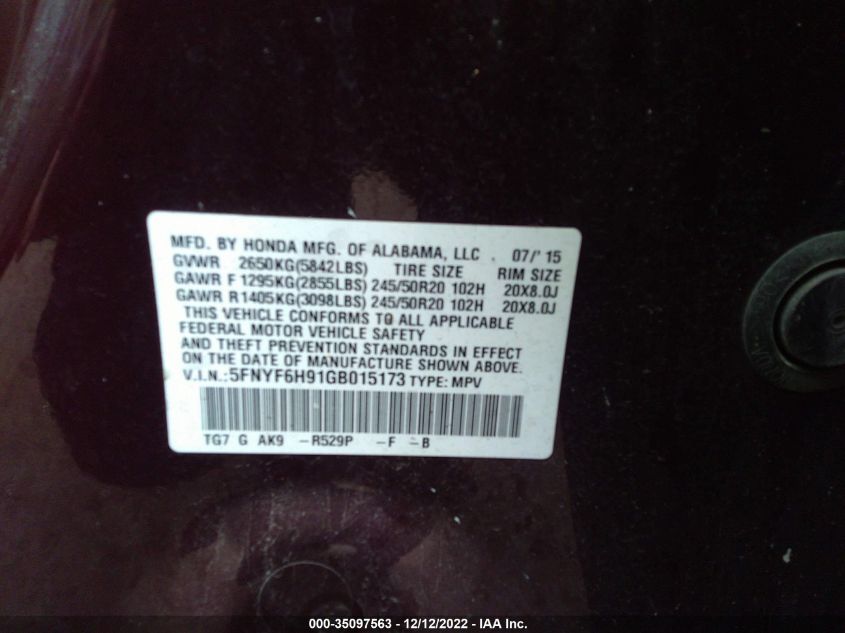 MFD. BY HONDA MFG. OF ALABAMA, LLC . 07/' 15
GVWR 2650KG(5842LBS) TIRE SIZE RIM SIZE
GAWR F 1295KG(2855LBS) 245/50R20 102H 20X8.0J
GAWR R1405KG(3098LBS) 245/50R20 102H 20X8.0J
THIS VEHICLE CONFORMS TO ALL APPLICABLE
FEDERAL MOTOR VEHICLE SAFETY
AND THEFT PREVENTION STANDARDS IN EFFECT
ON THE DATE OF MANUFACTURE SHOWN ABOVE.
V.I.N.:5FNYF6H91GB015173 TYPE: MPV
TG7 G AK9 -R529P -F -B
000-35097563 - 12/12/2022 - IAA Inc.